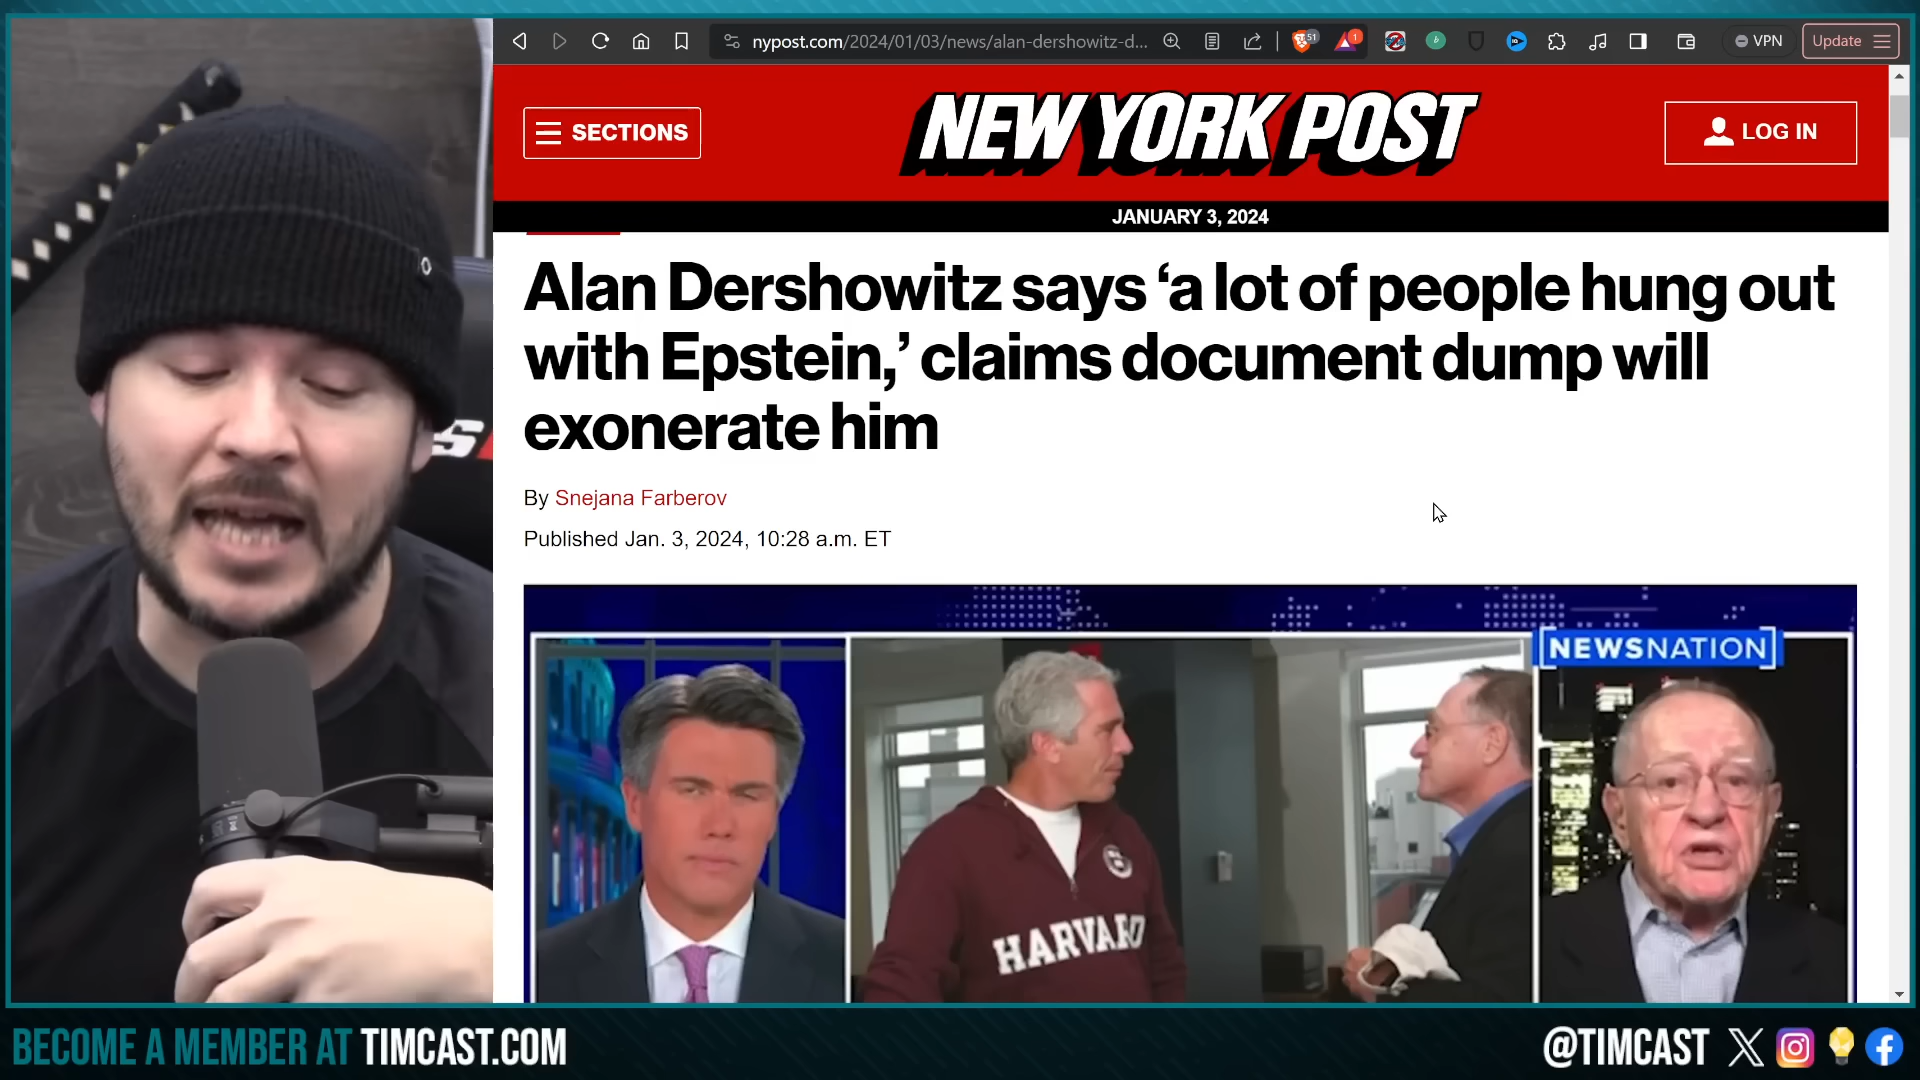 nypost.com/2024/01/03/news/alan-dershowitz-d...
51
1
VPN
Update
SECTIONS
NEW YORK POST
LOG IN
JANUARY 3, 2024
Alan Dershowitz says ‘a lot of people hung out
with Epstein,’ claims document dump will
exonerate him
By Snejana Farberov
Published Jan. 3, 2024, 10:28 a.m. ET
NEWSNATION
HARVARD
BECOME A MEMBER AT TIMCAST.COM
@TIMCAST